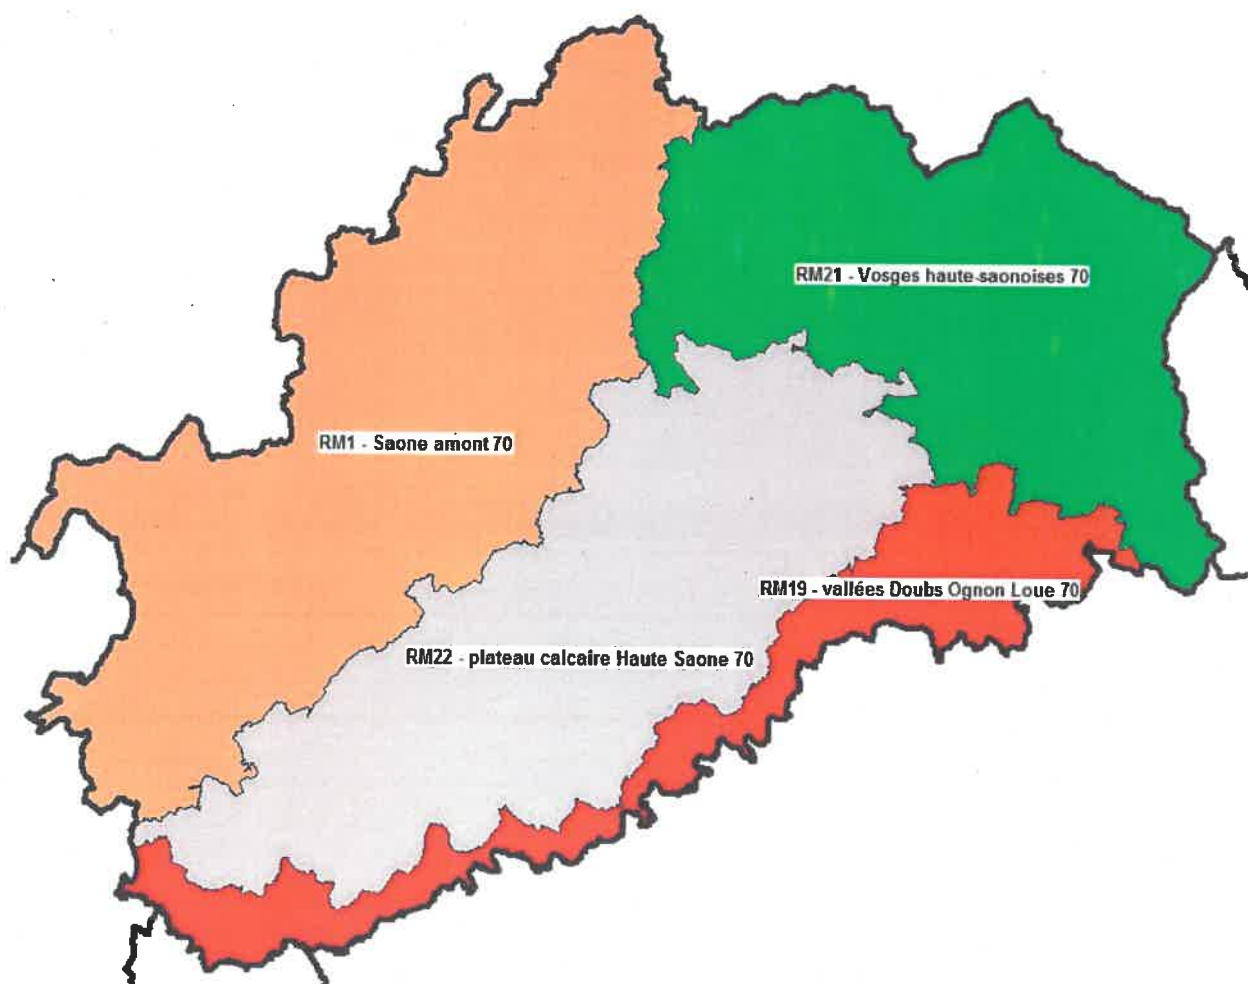 RM21 - Vosges haute-saonoises 70
RM1 - Saone amont 70
RM19 - vallées Doubs Ognon Loue 70
RM22 - plateau calcaire Haute Saone 70